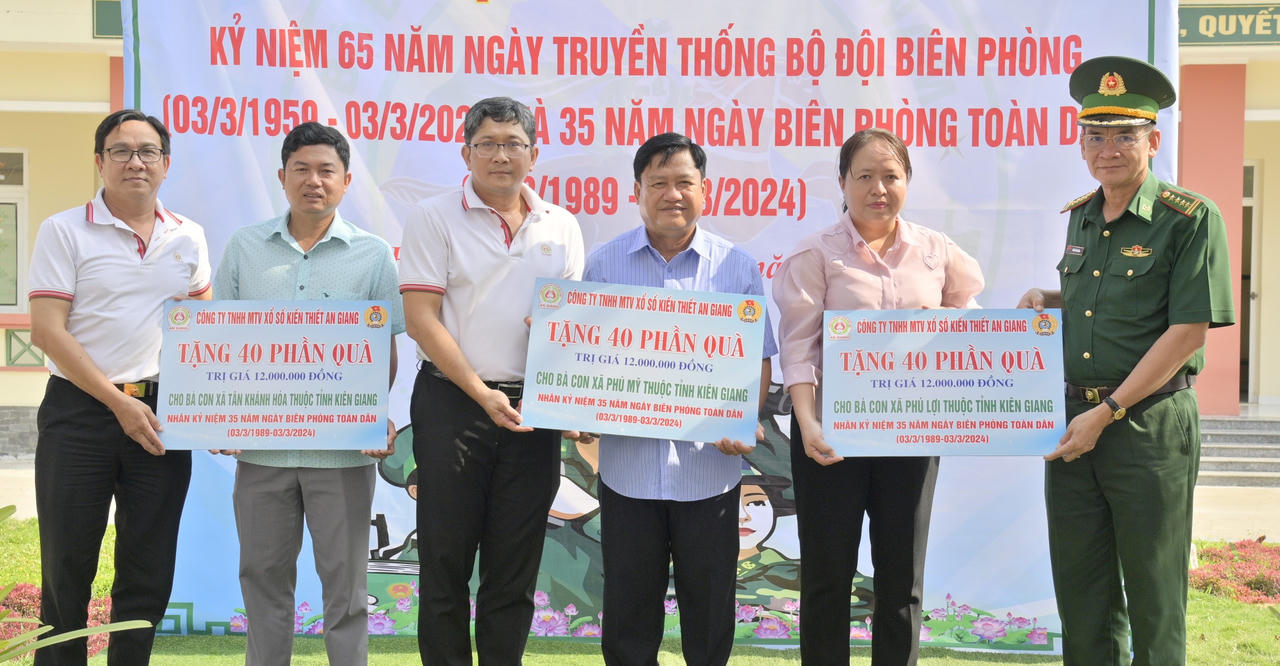 , QUYẾT
KỶ NIỆM 65 NĂM NGÀY TRUYỀN THỐNG BỘ ĐỘI BIÊN PHÒNG
(03/3/1959 - 03/3/202 À 35 NĂM NGÀY BIÊN PHÒNG TOÀN D
/1989 - 3/2024)
CÔNG TY TNHH MTV XỔ SỐ KIẾN THIẾT AN GIANG
TẶNG 40 PHẦN QUÀ
TRỊ GIÁ 12.000.000 ĐỒNG
CHO BÀ CON XÃ TÂN KHÁNH HÒA THUỘC TỈNH KIÊN GIANG
NHÂN KỶ NIỆM 35 NĂM NGÀY BIÊN PHÒNG TOÀN DÂN
(03/3/1989-03/3/2024)
CÔNG TY TNHH MTV XỔ SỐ KIẾN THIẾT AN GIANG
TẶNG 40 PHẦN QUÀ
TRỊ GIÁ 12.000.000 ĐỒNG
CHO BÀ CON XÃ PHÚ MỸ THUỘC TỈNH KIÊN GIANG
NHÂN KỶ NIỆM 35 NĂM NGÀY BIÊN PHÒNG TOÀN DÂN
(03/3/1989-03/3/2024)
CÔNG TY TNHH MTV XỔ SỐ KIẾN THIẾT AN GIANG
TẶNG 40 PHẦN QUÀ
TRỊ GIÁ 12.000.000 ĐỒNG
CHO BÀ CON XÃ PHÚ LỢI THUỘC TỈNH KIÊN GIANG
NHÂN KỶ NIỆM 35 NĂM NGÀY BIÊN PHÒNG TOÀN DÂN
(03/3/1989-03/3/2024)